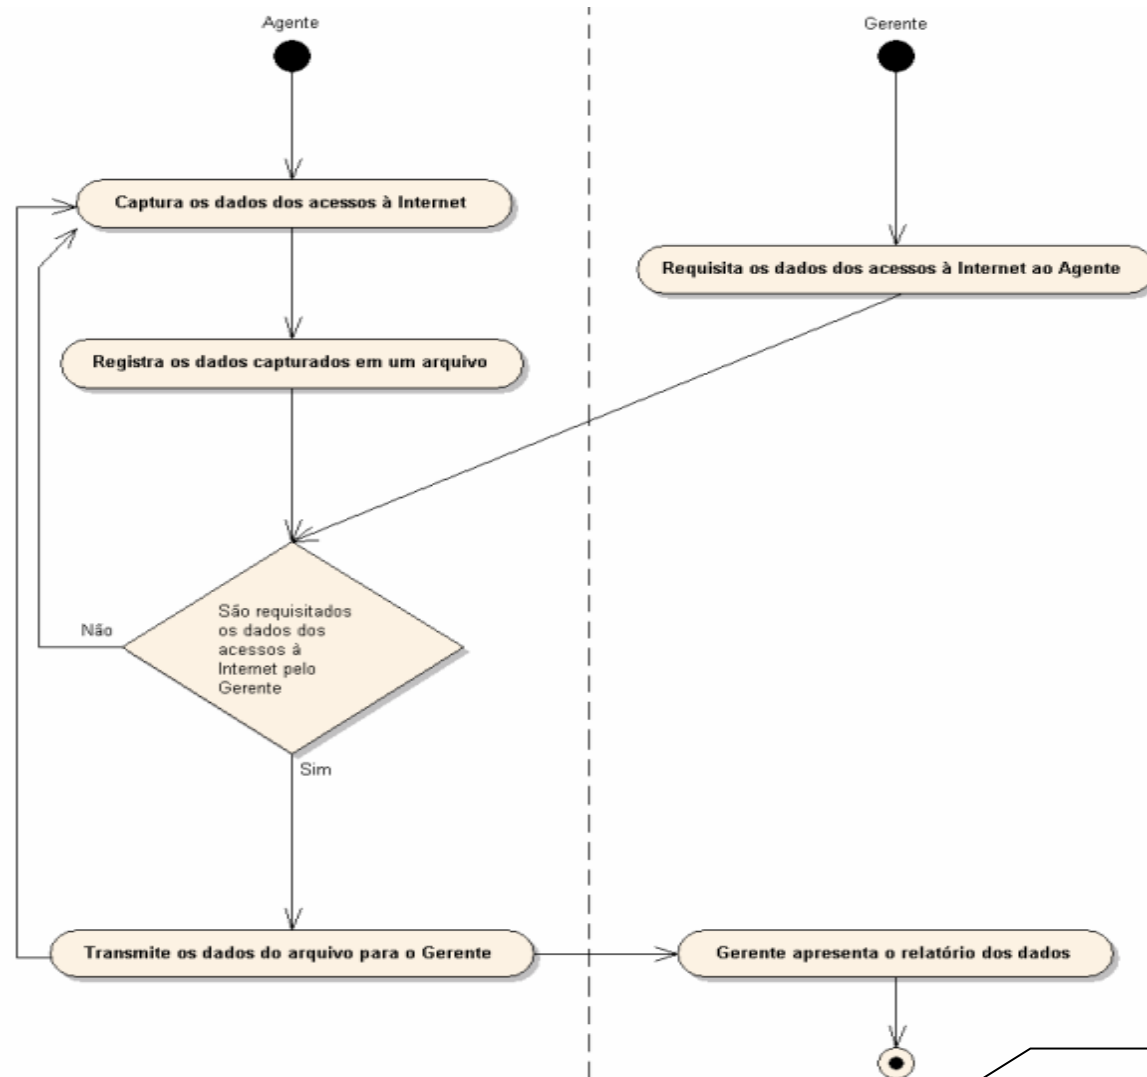 Agente
Gerente
Captura os dados dos acessos à Internet
Requisita os dados dos acessos à Internet ao Agente
Registra os dados capturados em um arquivo
São requisitados
os dados dos
acessos à
Internet pelo
Gerente
Não
Sim
Transmite os dados do arquivo para o Gerente
Gerente apresenta o relatório dos dados